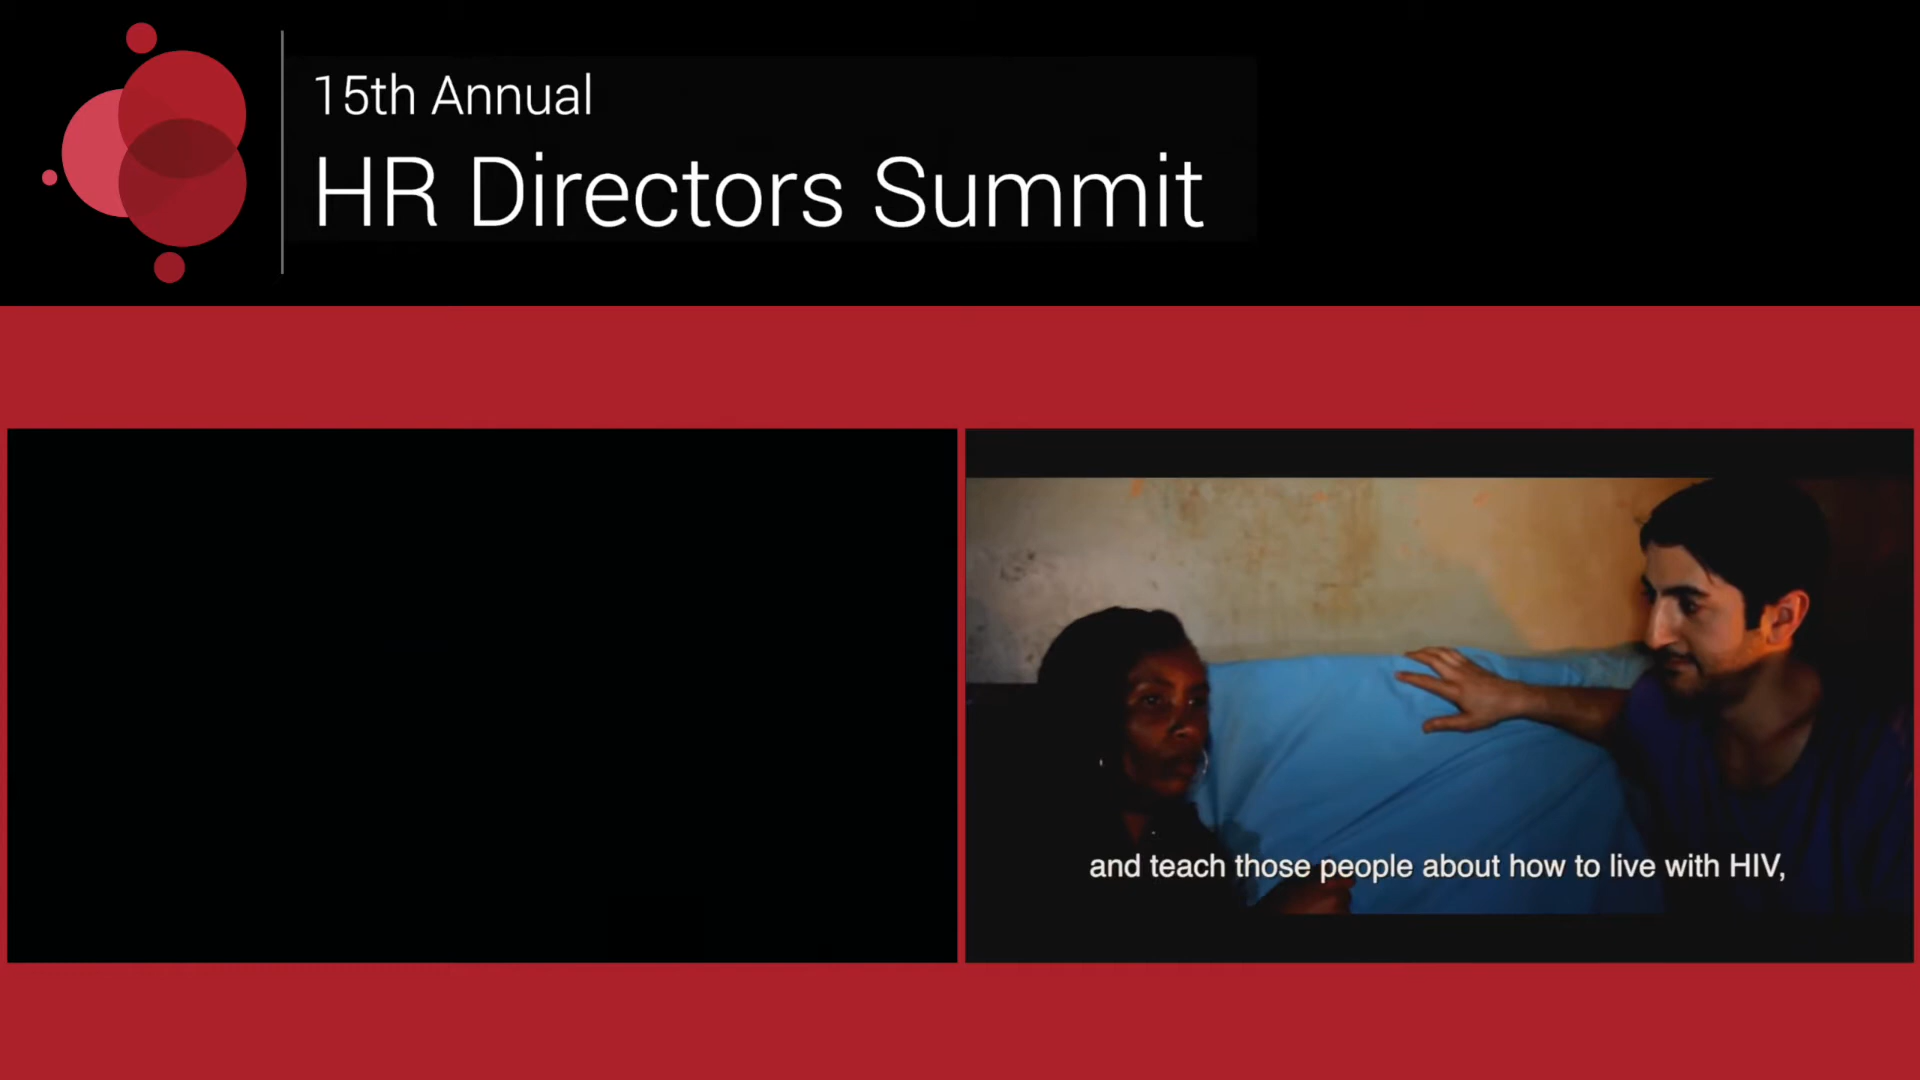 15th Annual
HR Directors Summit
and teach those people about how to live with HIV,